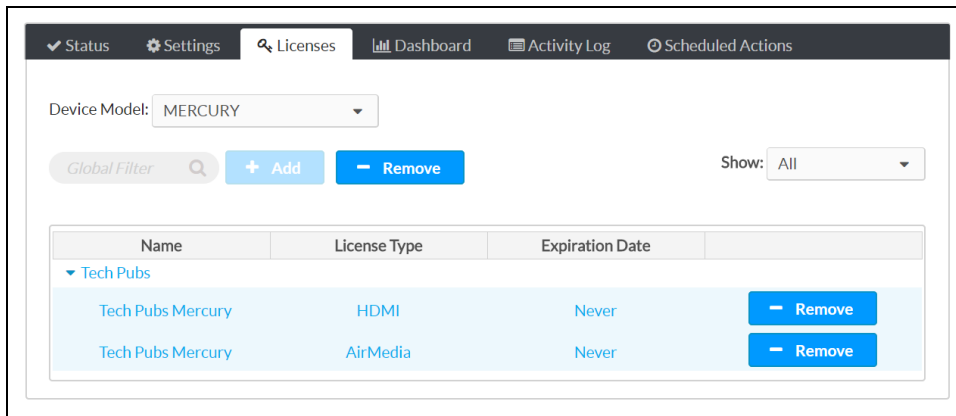 Status Settings Licenses Dashboard Activity Log Scheduled Actions
Device Model: MERCURY
Global Filter + Add − Remove Show: All
Name License Type Expiration Date
Tech Pubs
Tech Pubs Mercury HDMI Never − Remove
Tech Pubs Mercury AirMedia Never − Remove